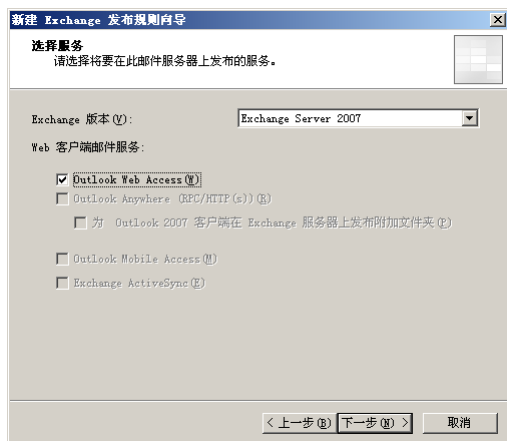 新建 Exchange 发布规则向导
选择服务
请选择将要在此邮件服务器上发布的服务。
Exchange 版本(V):
Exchange Server 2007
Web 客户端邮件服务:
Outlook Web Access(W)
Outlook Anywhere (RPC/HTTP(s))(R)
为 Outlook 2007 客户端在 Exchange 服务器上发布附加文件夹(P)
Outlook Mobile Access(M)
Exchange ActiveSync(E)
< 上一步(B) 下一步(N) > 取消